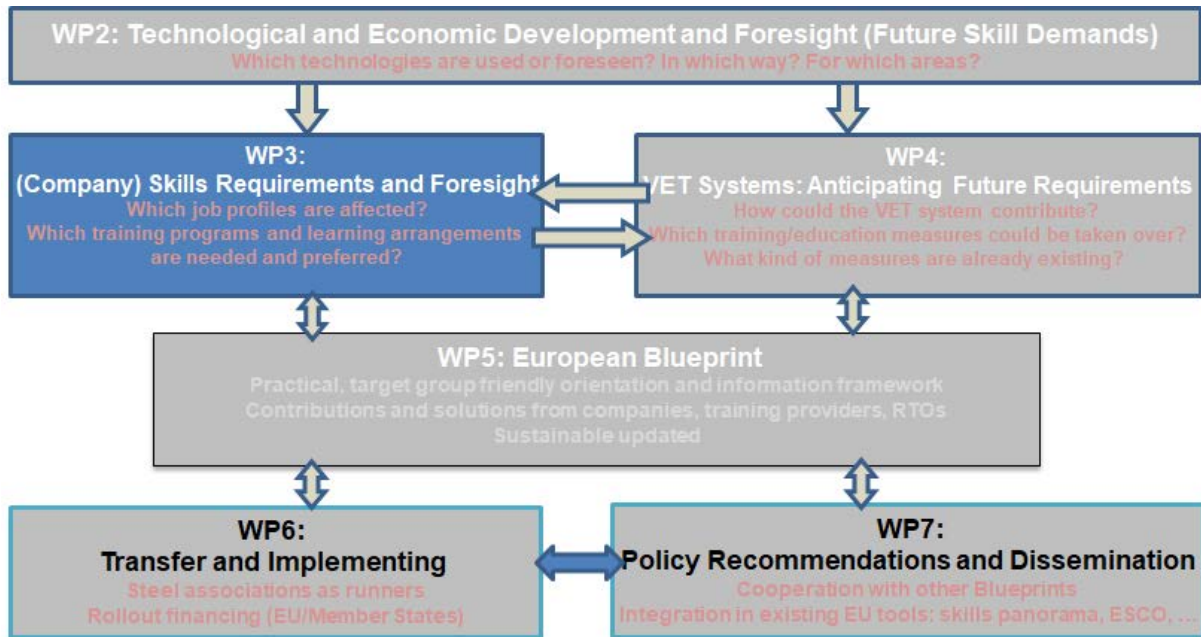 WP2: Technological and Economic Development and Foresight (Future Skill Demands)
Which technologies are used or foreseen? In which way? For which areas?
WP3:
(Company) Skills Requirements and Foresight
Which job profiles are affected?
Which training programs and learning arrangements
are needed and preferred?
WP4:
VET Systems: Anticipating Future Requirements
How could the VET system contribute?
Which training/education measures could be taken over?
What kind of measures are already existing?
WP5: European Blueprint
Practical, target group friendly orientation and information framework
Contributions and solutions from companies, training providers, RTOs
Sustainable updated
WP6:
Transfer and Implementing
Steel associations as runners
Rollout financing (EU/Member States)
WP7:
Policy Recommendations and Dissemination
Cooperation with other Blueprints
Integration in existing EU tools: skills panorama, ESCO, ...